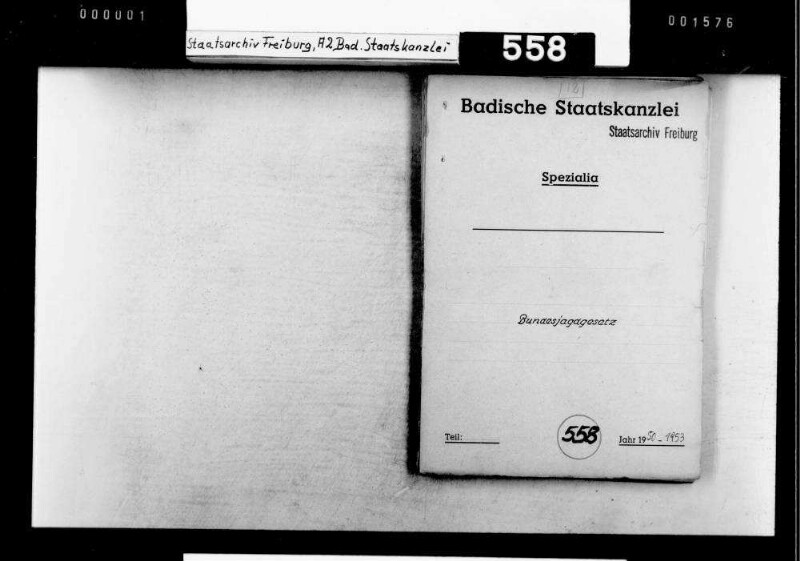 000001
001576
Staatsarchiv Freiburg, A2 Bad. Staatskanzlei
558
18
Badische Staatskanzlei
Staatsarchiv Freiburg
Spezialia
Bundesjagdgesetz
Teil:
558
Jahr 1950-1953